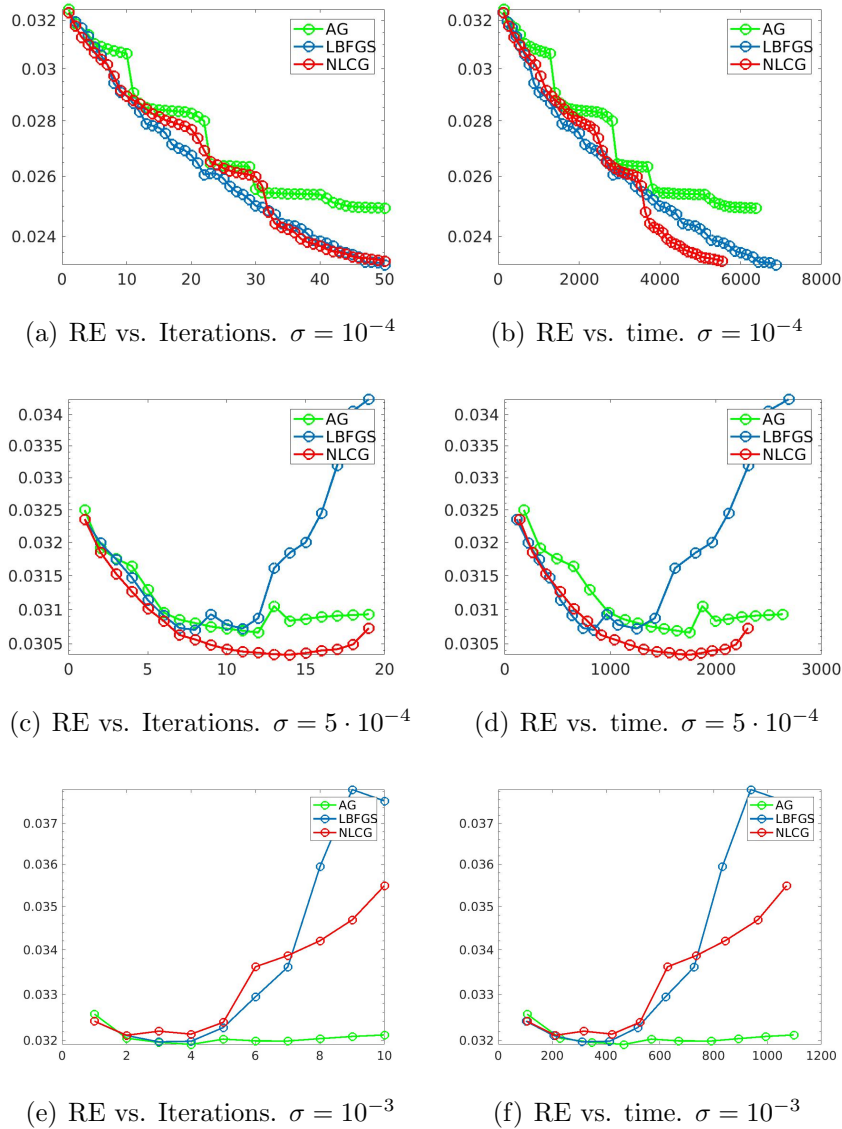 0.032
0.03
0.028
0.026
0.024
0 10 20 30 40 50
AG
LBFGS
NLCG
0.032
0.03
0.028
0.026
0.024
0 2000 4000 6000 8000
AG
LBFGS
NLCG
(a) RE vs. Iterations. σ = 10⁻⁴
(b) RE vs. time. σ = 10⁻⁴
0.034
0.0335
0.033
0.0325
0.032
0.0315
0.031
0.0305
0 5 10 15 20
AG
LBFGS
NLCG
0.034
0.0335
0.033
0.0325
0.032
0.0315
0.031
0.0305
0 1000 2000 3000
AG
LBFGS
NLCG
(c) RE vs. Iterations. σ = 5 · 10⁻⁴
(d) RE vs. time. σ = 5 · 10⁻⁴
0.037
0.036
0.035
0.034
0.033
0.032
0 2 4 6 8 10
AG
LBFGS
NLCG
0.037
0.036
0.035
0.034
0.033
0.032
0 200 400 600 800 1000 1200
AG
LBFGS
NLCG
(e) RE vs. Iterations. σ = 10⁻³
(f) RE vs. time. σ = 10⁻³